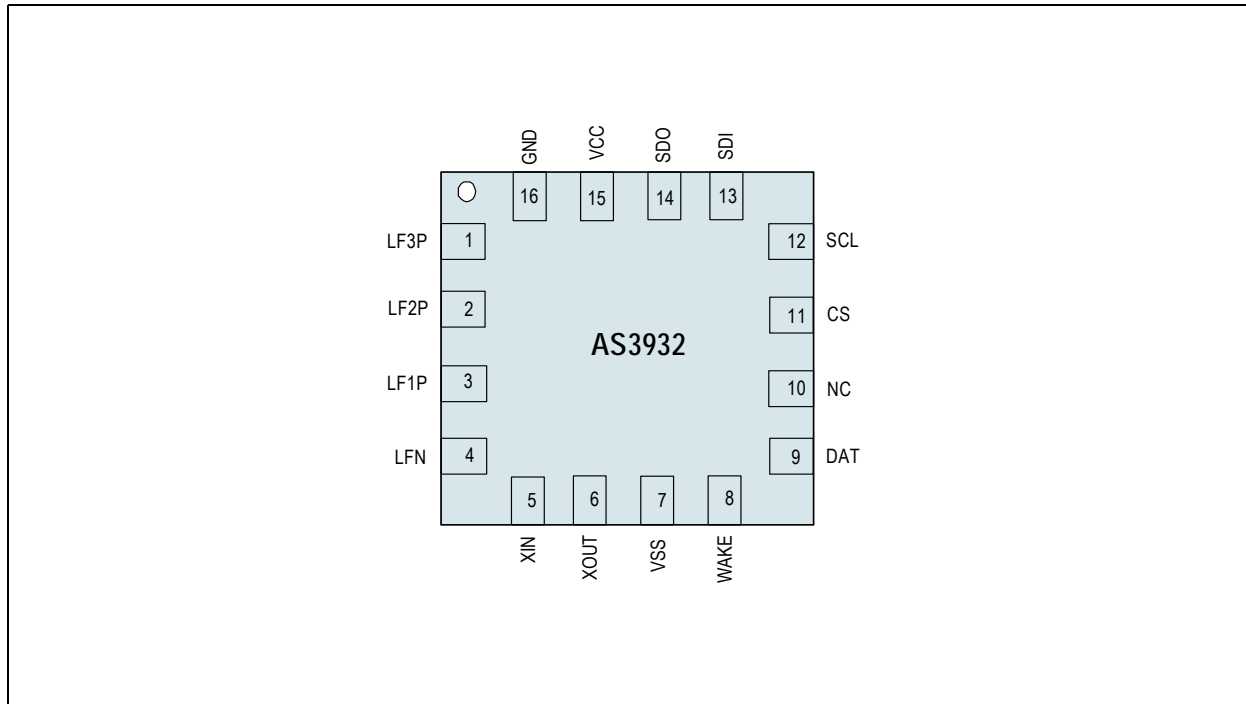 GND VCC SDO SDI
16 15 14 13
LF3P 1 12 SCL
LF2P 2 11 CS
AS3932
LF1P 3 10 NC
LFN 4 9 DAT
5 6 7 8
XIN XOUT VSS WAKE